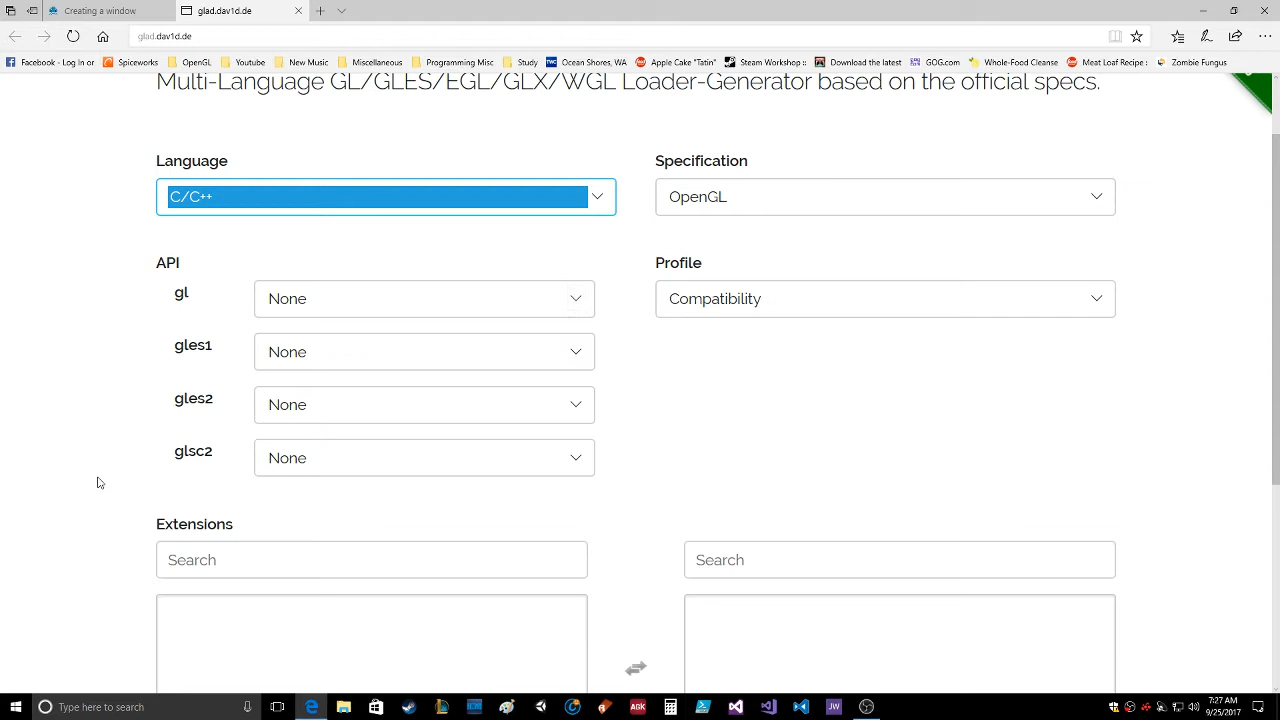 Creating a window
glad.dav1d.de
glad.dav1d.de
Facebook - Log In or
Spiceworks
OpenGL
Youtube
New Music
Miscellaneous
Programming Misc
Study
Ocean Shores, WA
Apple Cake "Tatin"
Steam Workshop :
Download the latest
GOG.com
Whole-Food Cleanse
Meat Loaf Recipe :
Zombie Fungus
Multi-Language GL/GLES/EGL/GLX/WGL Loader-Generator based on the official specs.
Language
Specification
C/C++
OpenGL
API
Profile
gl
None
Compatibility
gles1
None
gles2
None
glsc2
None
Extensions
Search
Search
Type here to search
AGK
JW
7:27 AM
9/25/2017